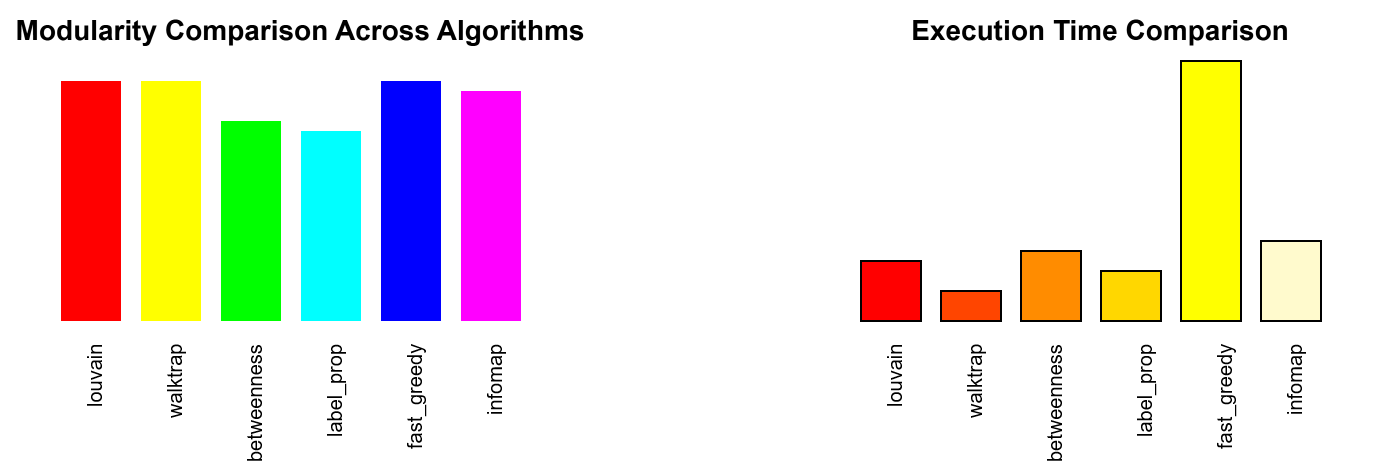 Modularity Comparison Across Algorithms
louvain
walktrap
betweenness
label_prop
fast_greedy
infomap
Execution Time Comparison
louvain
walktrap
betweenness
label_prop
fast_greedy
infomap